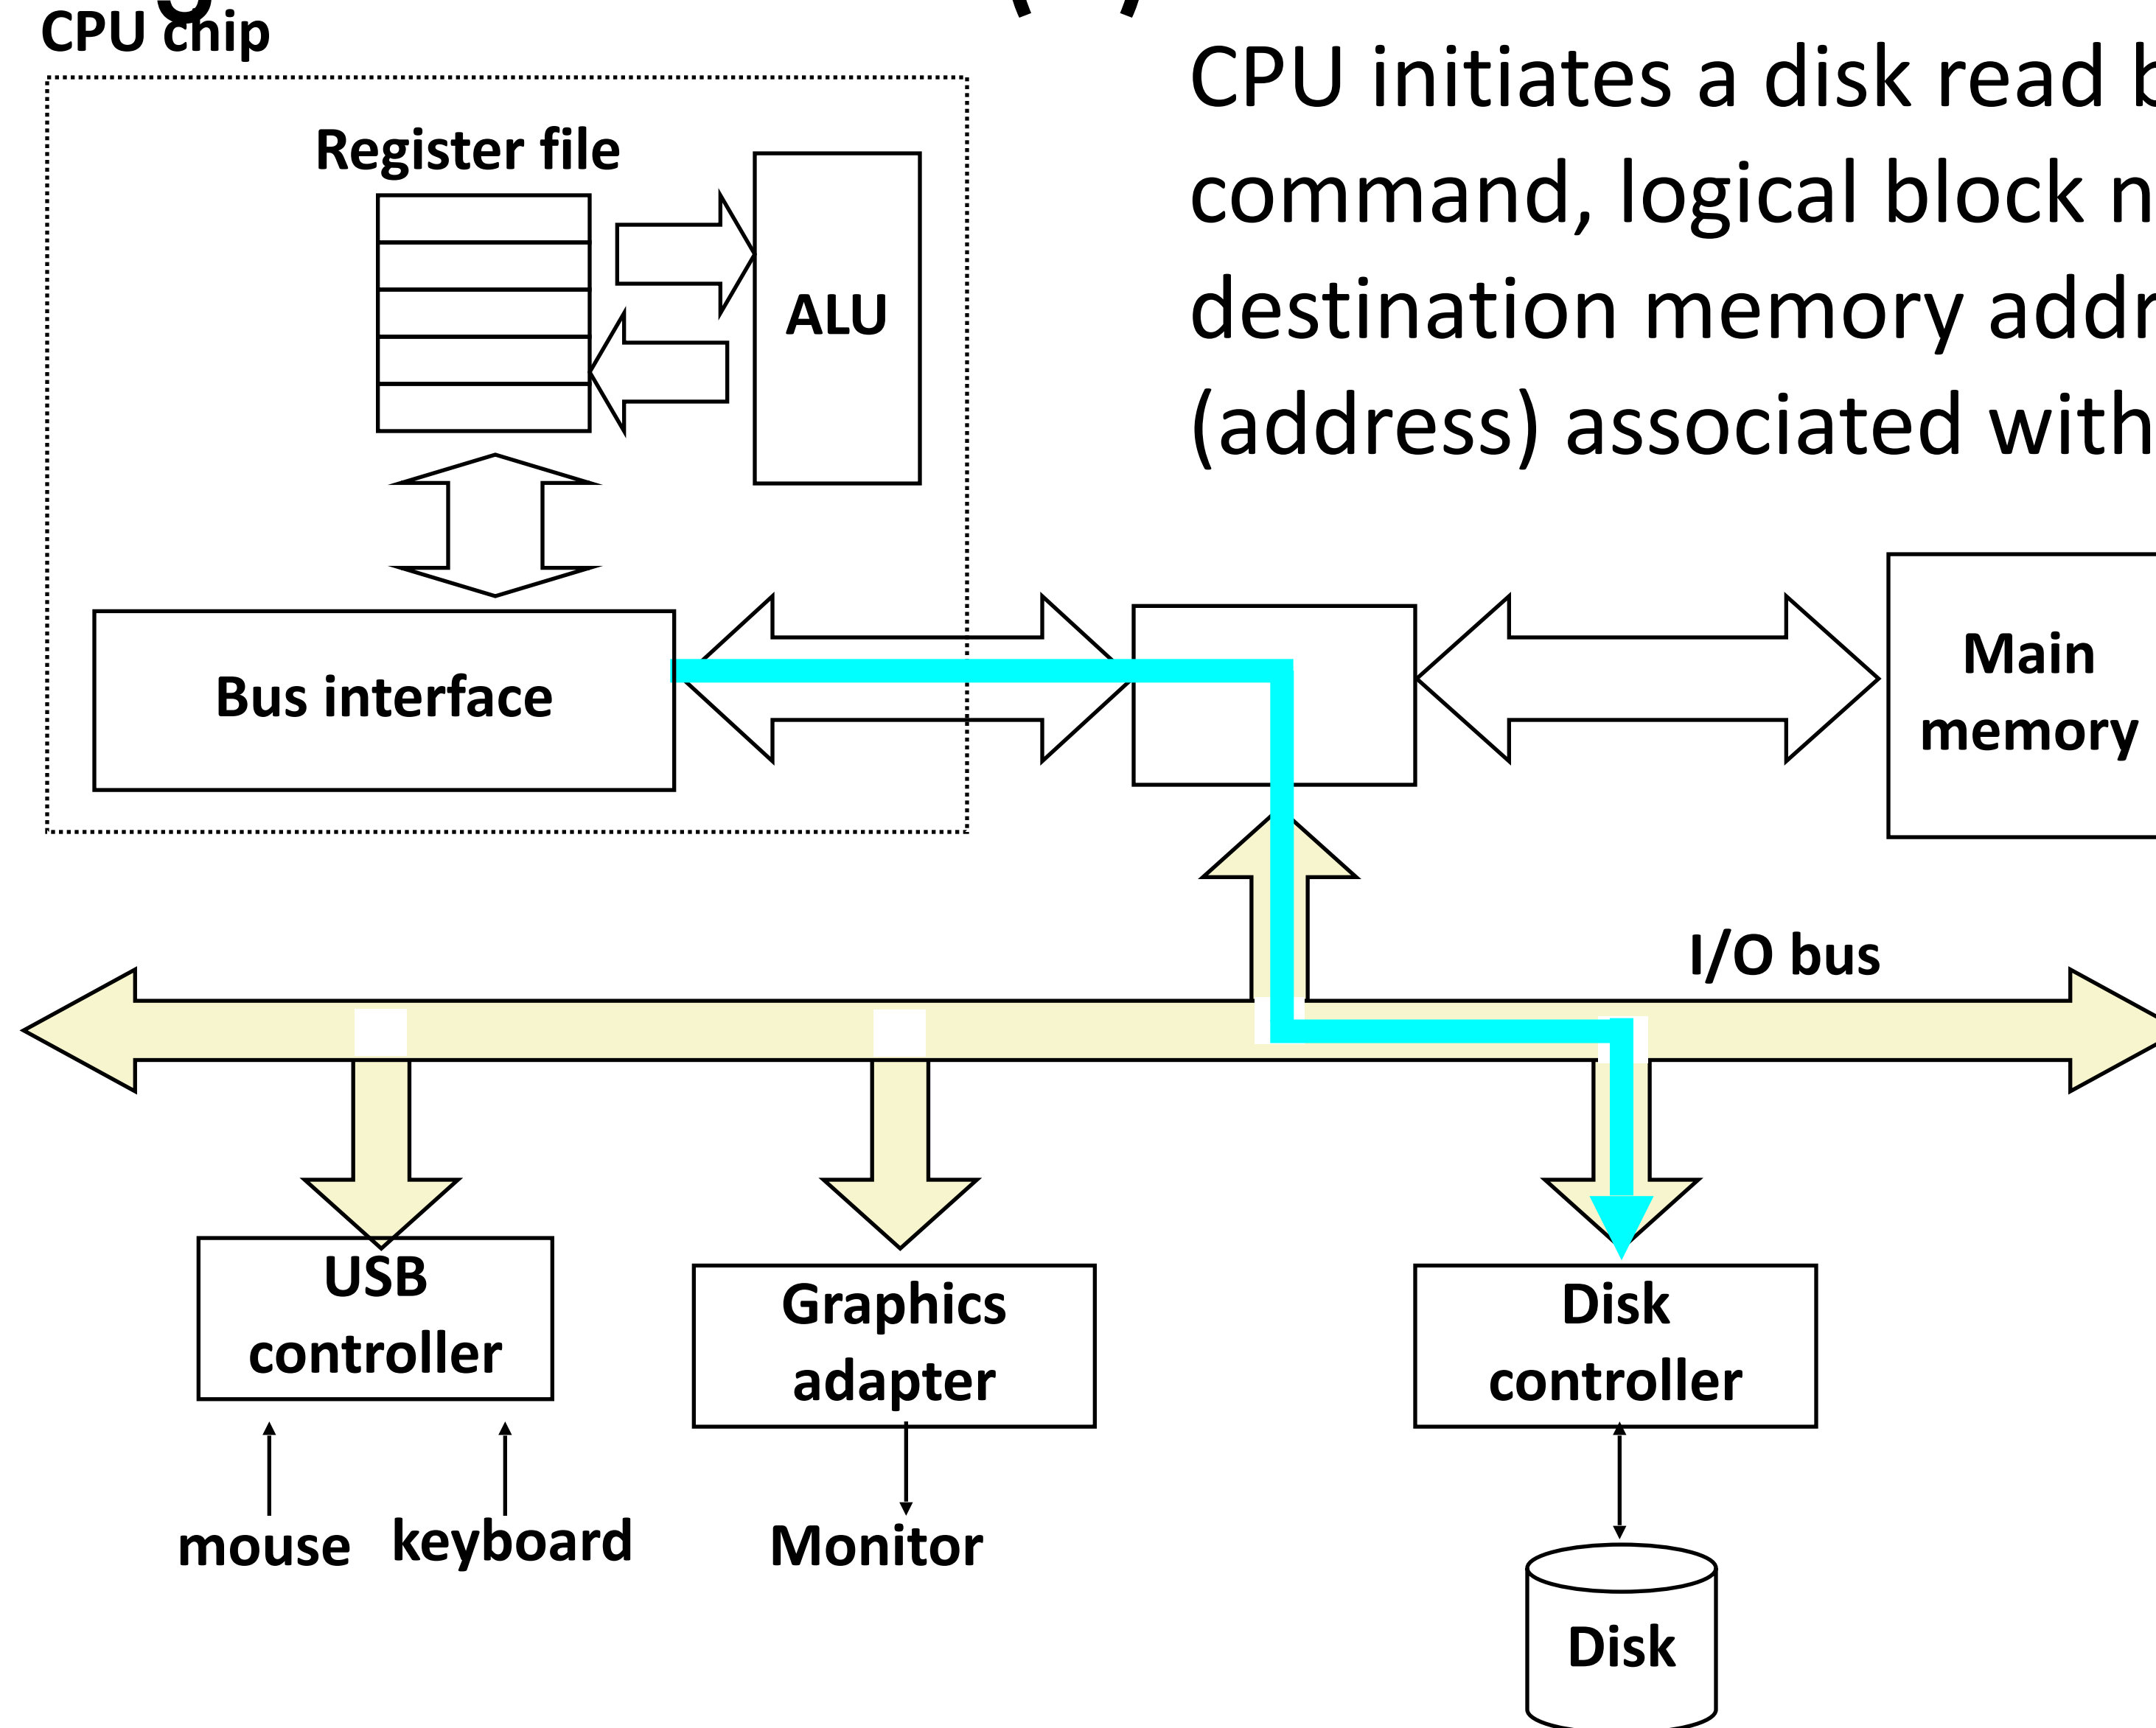 CPU chip
CPU initiates a disk read
command, logical block
destination memory
(address) associated with
Register file
ALU
Bus interface
Main
memory
I/O bus
USB
controller
Graphics
adapter
Disk
controller
mouse
keyboard
Monitor
Disk